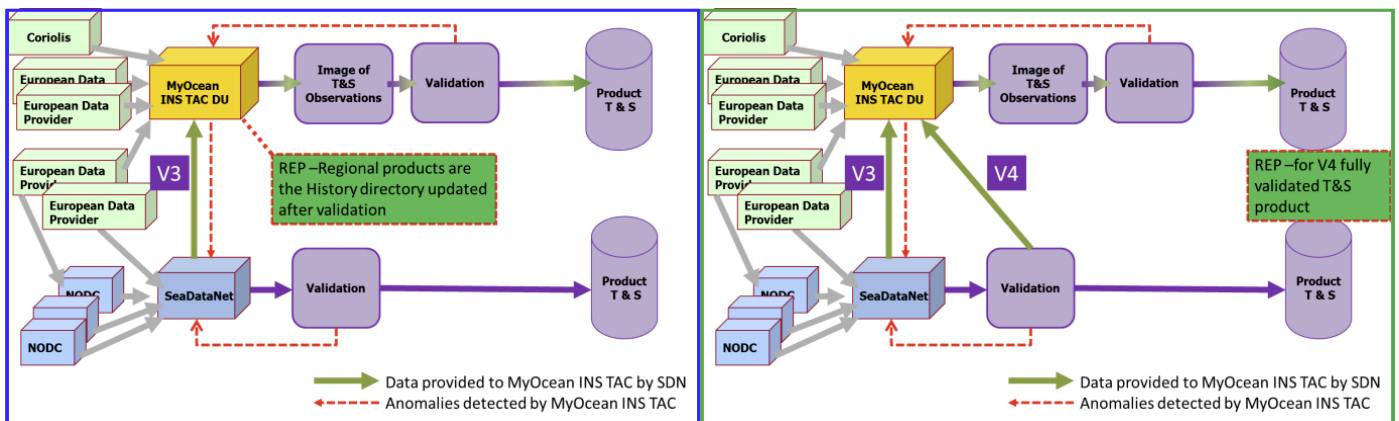 Coriolis
European Data
European Data
Provider
MyOcean
INS TAC DU
Image of
T&S
Observations
Validation
Product
T & S
V3
REP –Regional products are
the History directory updated
after validation
European Data
Provid
European Data
Provider
NODC
NODC
SeaDataNet
Validation
Product
T & S
Data provided to MyOcean INS TAC by SDN
Anomalies detected by MyOcean INS TAC
Coriolis
European Data
European Data
Provider
MyOcean
INS TAC DU
Image of
T&S
Observations
Validation
Product
T & S
V3
V4
REP –for V4 fully
validated T&S
product
European Data
Provid
European Data
Provider
NODC
NODC
SeaDataNet
Validation
Product
T & S
Data provided to MyOcean INS TAC by SDN
Anomalies detected by MyOcean INS TAC